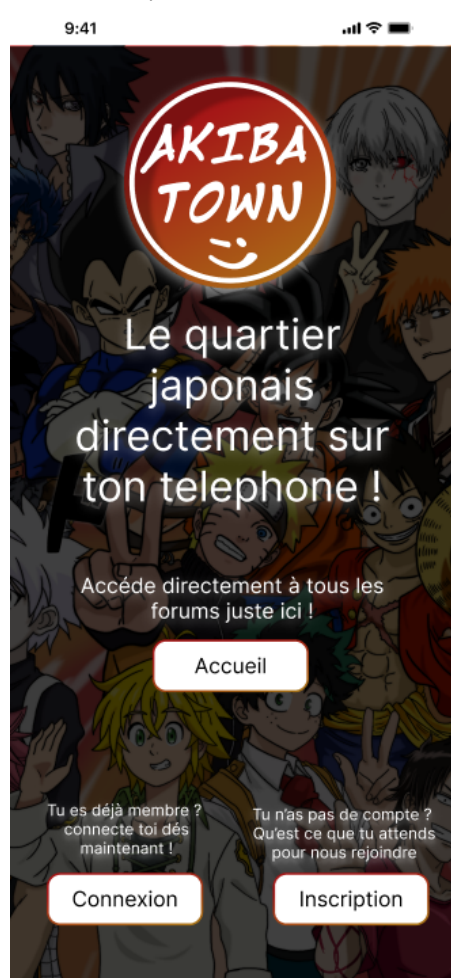 9:41
AKIBA
TOWN
Le quartier
japonais
directement sur
ton telephone !
Accéde directement à tous les
forums juste ici !
Accueil
Tu es déjà membre ?
connecte toi dés
maintenant !
Connexion
Tu n'as pas de compte ?
Qu'est ce que tu attends
pour nous rejoindre
Inscription